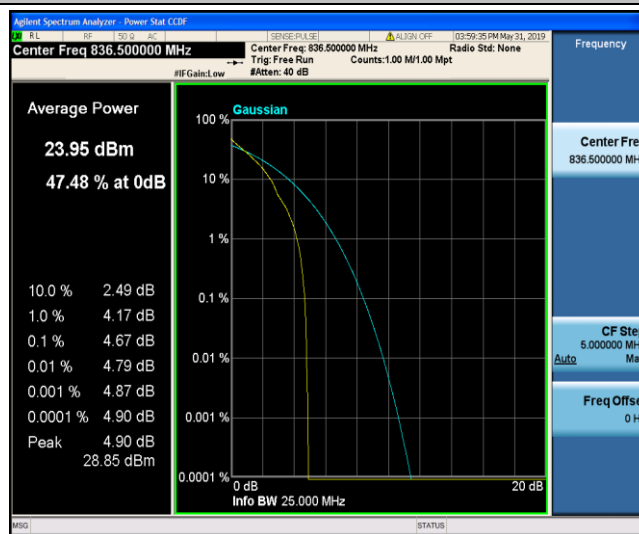 Agilent Spectrum Analyzer - Power Stat CCDF
RL RF 50 Ω AC SENSE:PULSE ALIGN OFF 03:59:35 PM May 31, 2019
Center Freq 836.500000 MHz
Center Freq: 836.500000 MHz Radio Std: None
Trig: Free Run Counts:1.00 M/1.00 Mpt
#IFGain:Low #Atten: 40 dB
Frequency
Average Power
23.95 dBm
47.48 % at 0dB
10.0 % 2.49 dB
1.0 % 4.17 dB
0.1 % 4.67 dB
0.01 % 4.79 dB
0.001 % 4.87 dB
0.0001 % 4.90 dB
Peak 4.90 dB
28.85 dBm
Gaussian
100 %
10 %
1 %
0.1 %
0.01 %
0.001 %
0.0001 %
0 dB 20 dB
Info BW 25.000 MHz
Center Fre
836.500000 MH
CF Ste
5.000000 MH
Auto Ma
Freq Offse
0 H
MSG STATUS